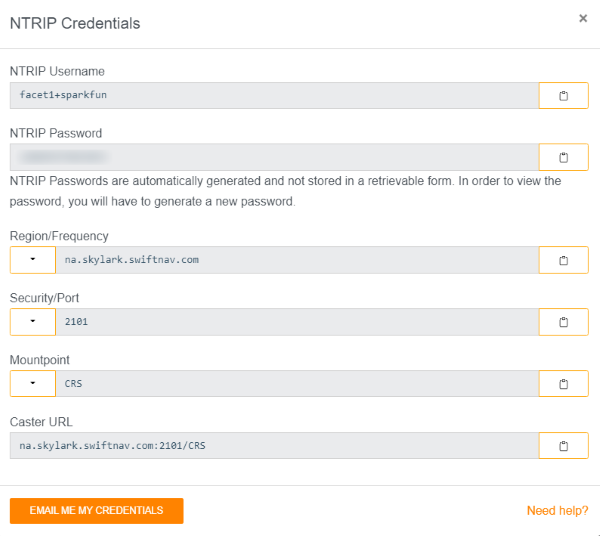 NTRIP Credentials
×
NTRIP Username
facet1+sparkfun
NTRIP Password
NTRIP Passwords are automatically generated and not stored in a retrievable form. In order to view the
password, you will have to generate a new password.
Region/Frequency
na.skylark.swiftnav.com
Security/Port
2101
Mountpoint
CRS
Caster URL
na.skylark.swiftnav.com:2101/CRS
EMAIL ME MY CREDENTIALS
Need help?